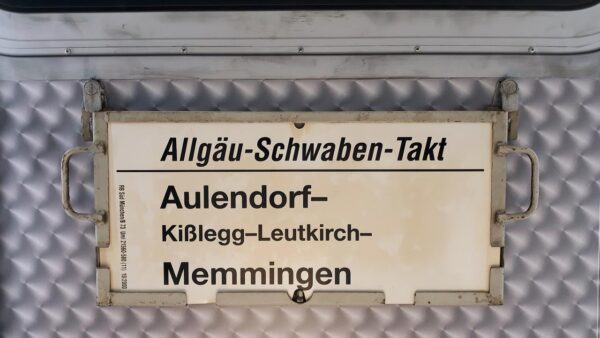 Allgäu-Schwaben-Takt
Aulendorf–
Kißlegg–Leutkirch–
Memmingen